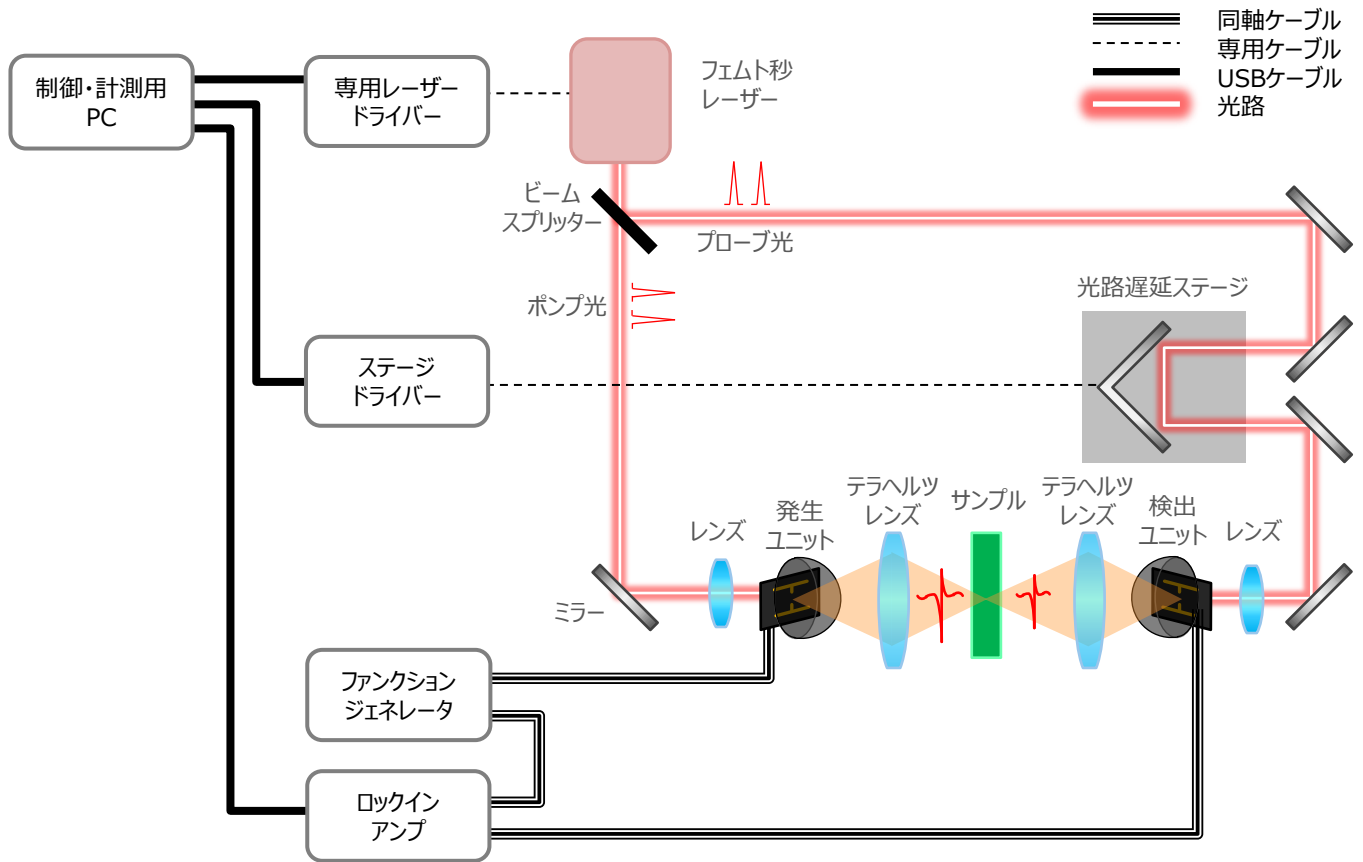 同軸ケーブル
専用ケーブル
USBケーブル
光路
制御・計測用
PC
専用レーザー
ドライバー
フェムト秒
レーザー
ビーム
スプリッター
プローブ光
ポンプ光
光路遅延ステージ
ステージ
ドライバー
レンズ
発生
ユニット
テラヘルツ
レンズ
サンプル
テラヘルツ
レンズ
検出
ユニット
レンズ
ミラー
ファンクション
ジェネレータ
ロックイン
アンプ